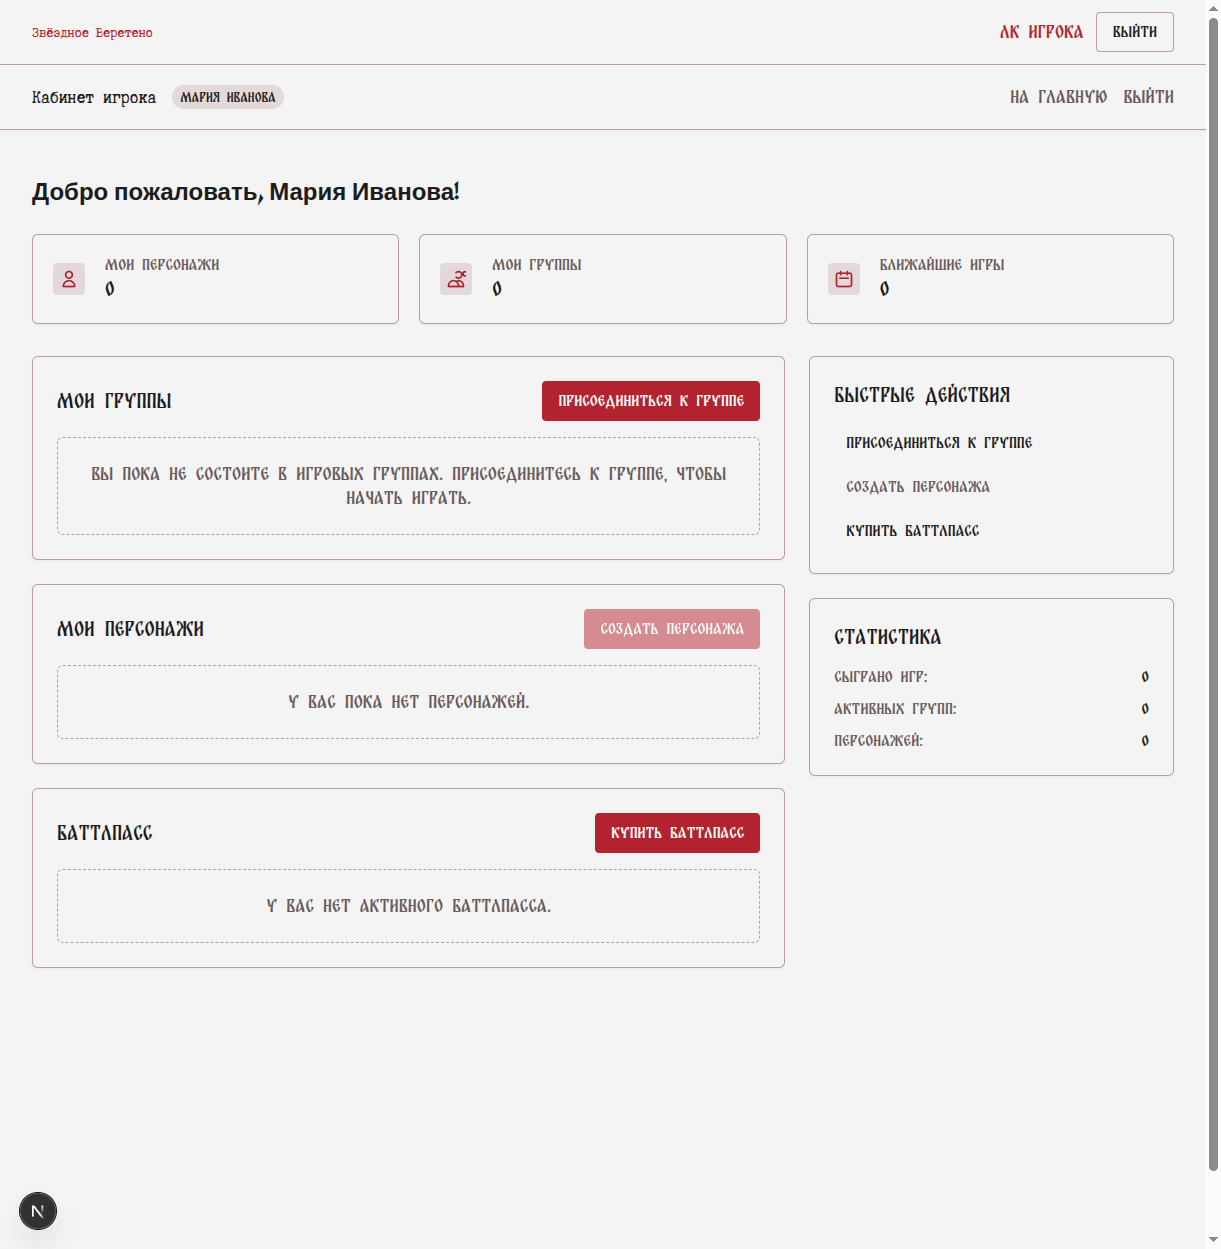 Звёздное Веретено
ЛК ИГРОКА
ВЫЙТИ
Кабинет игрока
МАРИЯ ИВАНОВА
НА ГЛАВНУЮ
ВЫЙТИ
Добро пожаловать, Мария Иванова!
МОИ ПЕРСОНАЖИ
0
МОИ ГРУППЫ
0
БЛИЖАЙШИЕ ИГРЫ
0
МОИ ГРУППЫ
ПРИСОЕДИНИТЬСЯ К ГРУППЕ
ВЫ ПОКА НЕ СОСТОИТЕ В ИГРОВЫХ ГРУППАХ. ПРИСОЕДИНИТЕСЬ К ГРУППЕ, ЧТОБЫ
НАЧАТЬ ИГРАТЬ.
МОИ ПЕРСОНАЖИ
СОЗДАТЬ ПЕРСОНАЖА
У ВАС ПОКА НЕТ ПЕРСОНАЖЕЙ.
БАТТЛПАСС
КУПИТЬ БАТТЛПАСС
У ВАС НЕТ АКТИВНОГО БАТТЛПАССА.
БЫСТРЫЕ ДЕЙСТВИЯ
ПРИСОЕДИНИТЬСЯ К ГРУППЕ
СОЗДАТЬ ПЕРСОНАЖА
КУПИТЬ БАТТЛПАСС
СТАТИСТИКА
СЫГРАНО ИГР: 0
АКТИВНЫХ ГРУПП: 0
ПЕРСОНАЖЕЙ: 0
N